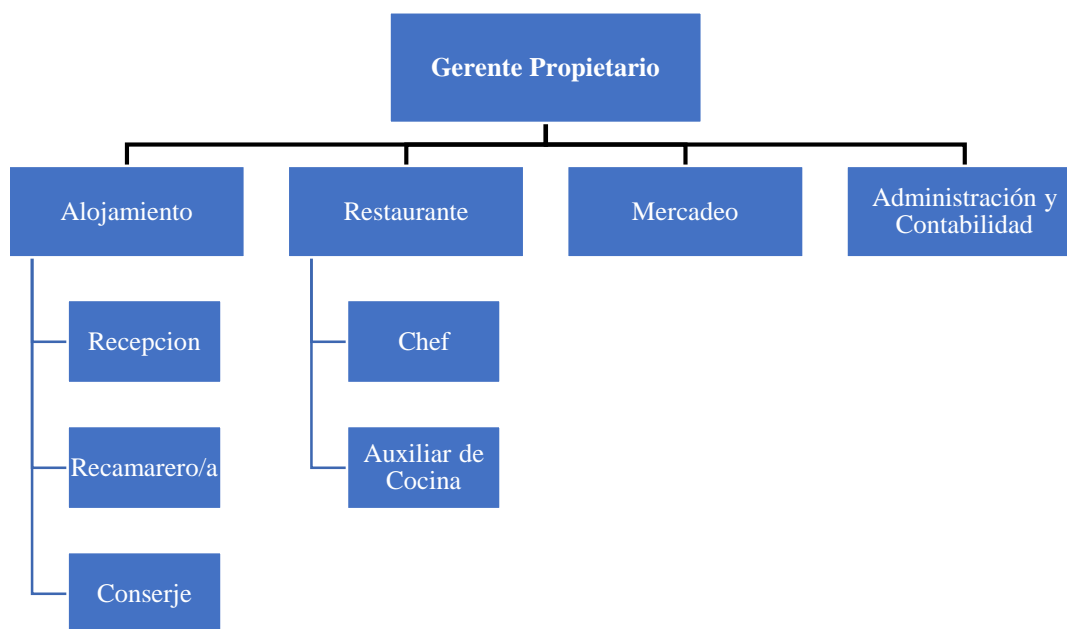 Gerente Propietario
Alojamiento
Restaurante
Mercadeo
Administración y
Contabilidad
Recepcion
Chef
Recamarero/a
Auxiliar de
Cocina
Conserje